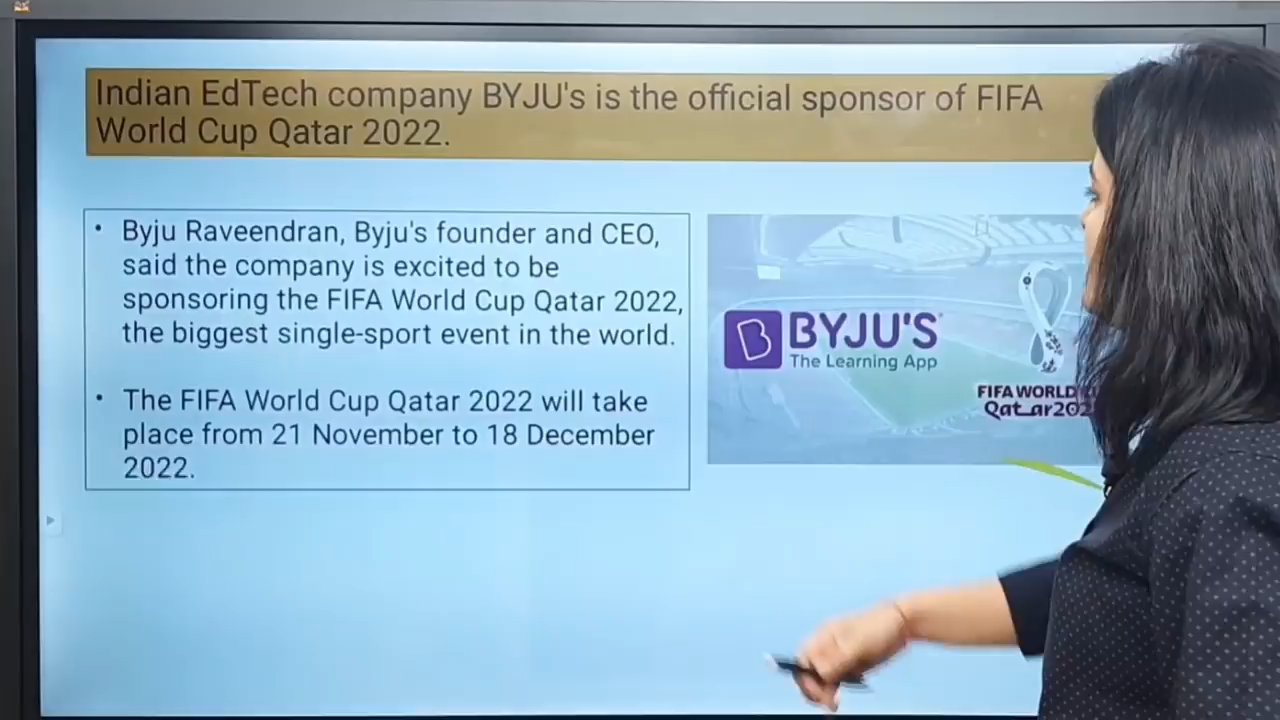 Indian EdTech company BYJU's is the official sponsor of FIFA
World Cup Qatar 2022.
• Byju Raveendran, Byju's founder and CEO,
said the company is excited to be
sponsoring the FIFA World Cup Qatar 2022,
the biggest single-sport event in the world.
• The FIFA World Cup Qatar 2022 will take
place from 21 November to 18 December
2022.
BYJU'S
The Learning App
FIFA WORLD
Qatar202